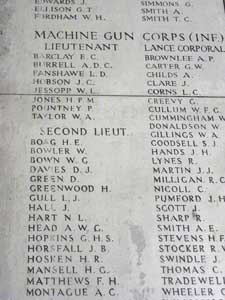 EDWARDS
ELLISON G.T
FORDHAM W.H.
SIMMONS G.
SMITH A.
SMITH T.C.
MACHINE GUN CORPS (INF.)
LIEUTENANT
BARCLAY E.C.
BURRELL A.D.C.
FANSHAWE L.D.
HOBSON J.C.
JESSOPP W.L.
JONES H.P.M.
POUNTNEY P.
TAYLOR W.A.
SECOND LIEUT.
BOAG H.E.
BOWLER W.
BOWN W.G
DAVIES D.J.
GREEN D.
GREENWOOD H.
GULL L.J
HALL J
HART N.L
HEAD A.W.G.
HOPKINS G.H.S.
HORSFALL J.B.
HOSKEN H.R.
MANSELL H.G.
MATTHEWS F.H.
MONTAGUE A.C.
LANCE CORPORAL
BROWNLEE A.P.
CARTER G.W.
CHILDS A.
CLARE J.
CORNS L.C.
CREEVY G.
CULLUM W.F.G.
CUMMINGHAM W
DONALDSON W
GILLINGS W.A.
GOODSELL S.J
HANDS J.H
LYNES R.
MARTIN J.J.
MILLIGAN R.C
NICOLL C.
PUMFORD J.H
SCOTT J.
SHARP R.
SMITH A.E.
STEVENS H.F
STOCKER R.V
SWINDLE J
THOMAS C.
TRADEWELL
WHEELER C